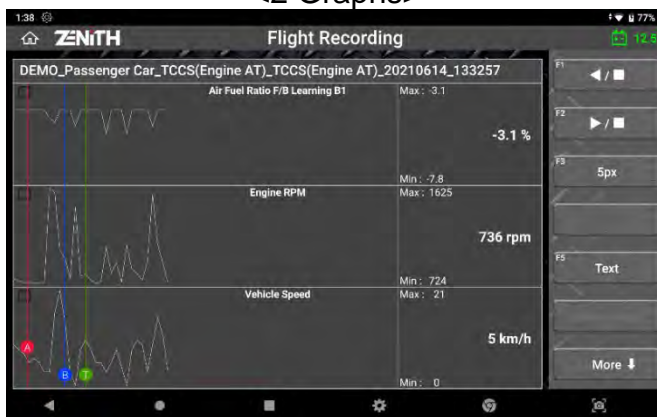 <2 Graphs>
1:38 77%
ZENITH Flight Recording 12.5
DEMO_Passenger Car_TCCS(Engine AT)_TCCS(Engine AT)_20210614_133257
Air Fuel Ratio F/B Learning B1 Max : -3.1
-3.1 %
Min : -7.8
Engine RPM Max : 1625
736 rpm
Min : 724
Vehicle Speed Max : 21
5 km/h
Min : 0
A
B T
F1
◀/■
F2
▶/■
F3
5px
F5
Text
More ⬇